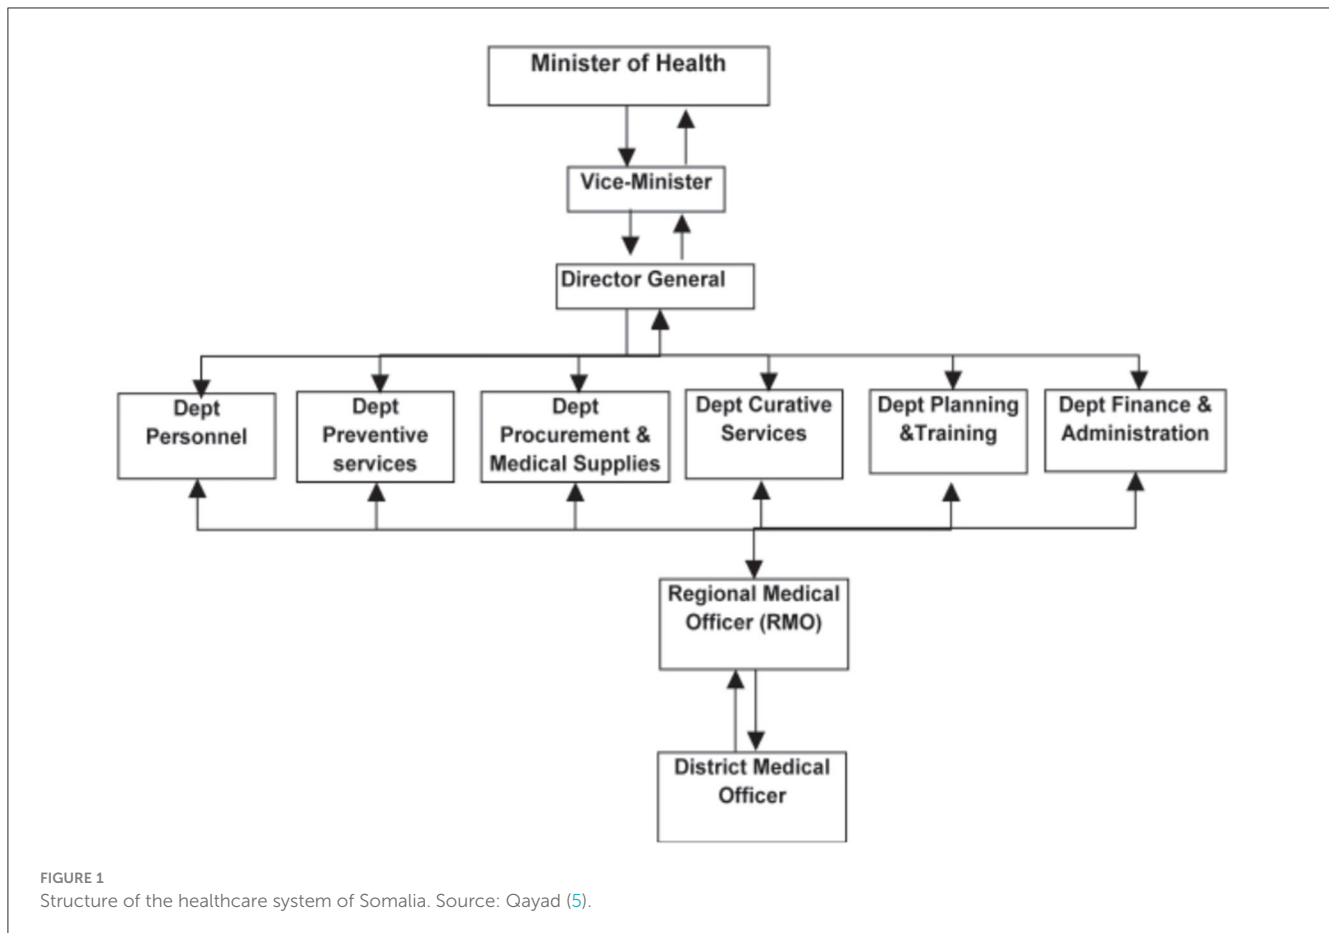 Minister of Health
Vice-Minister
Director General
Dept
Personnel
Dept
Preventive
services
Dept
Procurement &
Medical Supplies
Dept Curative
Services
Dept Planning
&Training
Dept Finance &
Administration
Regional Medical
Officer (RMO)
District Medical
Officer
FIGURE 1
Structure of the healthcare system of Somalia. Source: Qayad (5).